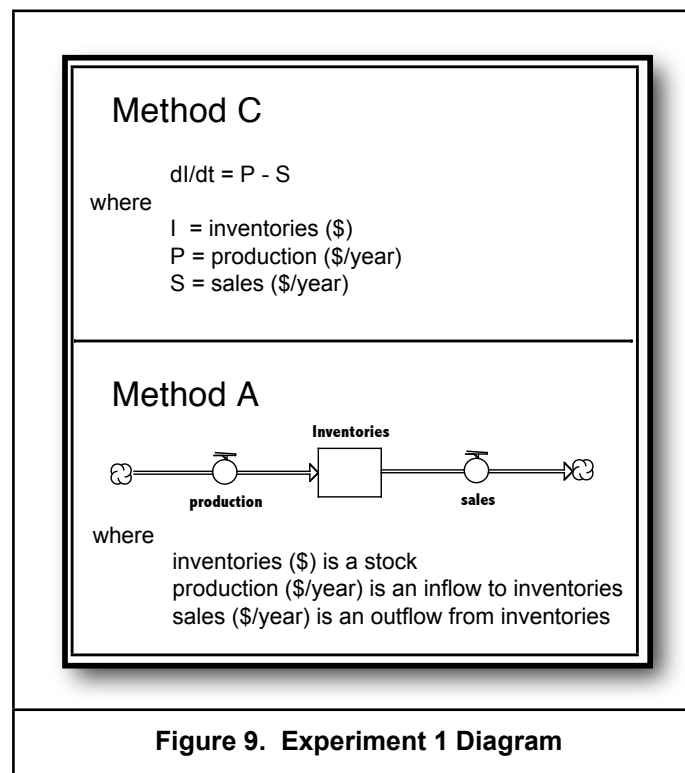 Method C
dI/dt = P - S
where
I = inventories ($)
P = production ($/year)
S = sales ($/year)
Method A
Inventories
production
sales
where
inventories ($) is a stock
production ($/year) is an inflow to inventories
sales ($/year) is an outflow from inventories
Figure 9. Experiment 1 Diagram